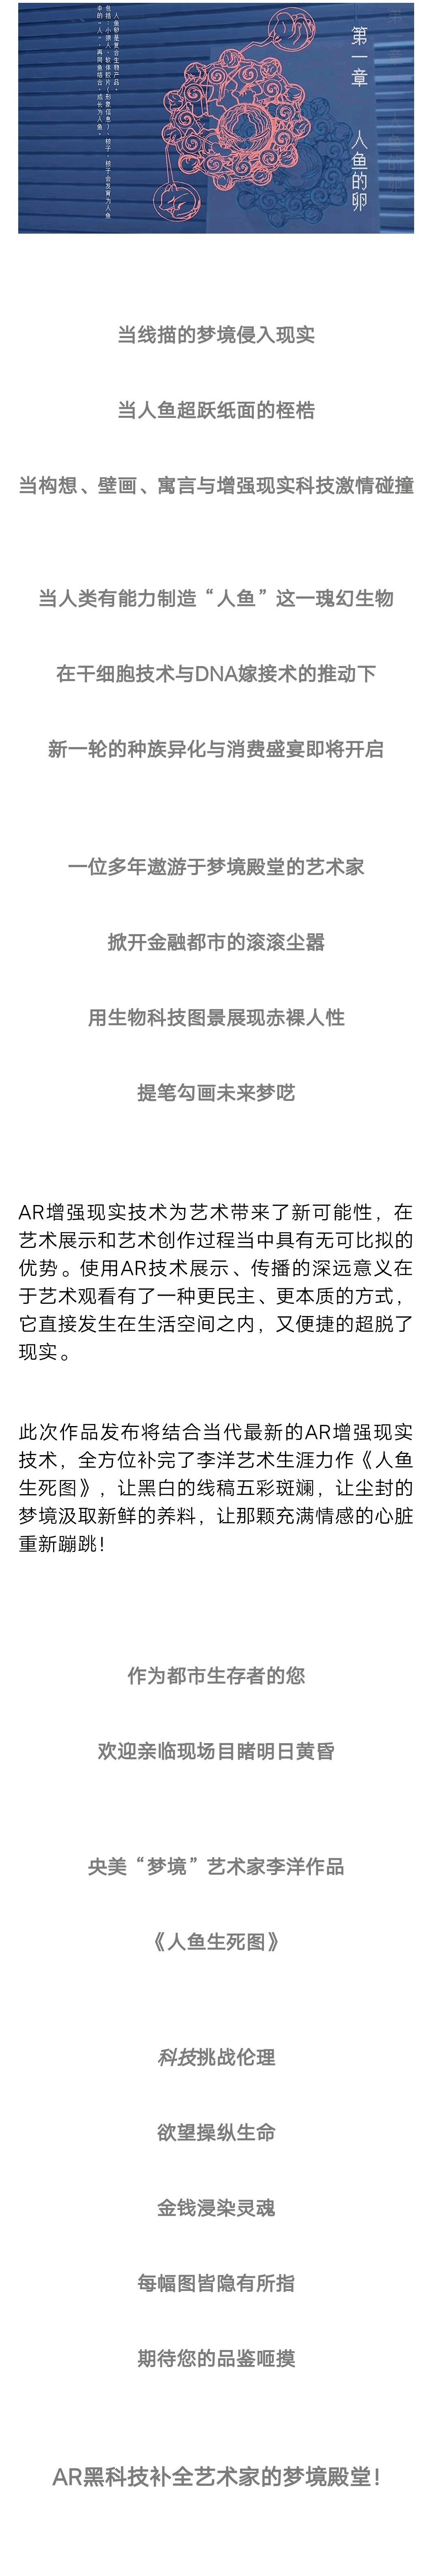 第一章 人鱼的卵
人鱼卵是复合生物产品。
包括：小猴人、软体胶片（形象信息）、梭子，梭子会发育为人鱼
中的“人”，再同鱼缝合，成长为人鱼。
当线描的梦境侵入现实
当人鱼超跃纸面的桎梏
当构想、壁画、寓言与增强现实科技激情碰撞
当人类有能力制造“人鱼”这一瑰幻生物
在干细胞技术与DNA嫁接术的推动下
新一轮的种族异化与消费盛宴即将开启
一位多年遨游于梦境殿堂的艺术家
掀开金融都市的滚滚尘嚣
用生物科技图景展现赤裸人性
提笔勾画未来梦呓
AR增强现实技术为艺术带来了新可能性，在
艺术展示和艺术创作过程当中具有无可比拟的
优势。使用AR技术展示、传播的深远意义在
于艺术观看有了一种更民主、更本质的方式，
它直接发生在生活空间之内，又便捷的超脱了
现实。
此次作品发布将结合当代最新的AR增强现实
技术，全方位补完了李洋艺术生涯力作《人鱼
生死图》，让黑白的线稿五彩斑斓，让尘封的
梦境汲取新鲜的养料，让那颗充满情感的心脏
重新蹦跳！
作为都市生存者的您
欢迎亲临现场目睹明日黄昏
央美“梦境”艺术家李洋作品
《人鱼生死图》
科技挑战伦理
欲望操纵生命
金钱浸染灵魂
每幅图皆隐有所指
期待您的品鉴咂摸
AR黑科技补全艺术家的梦境殿堂！